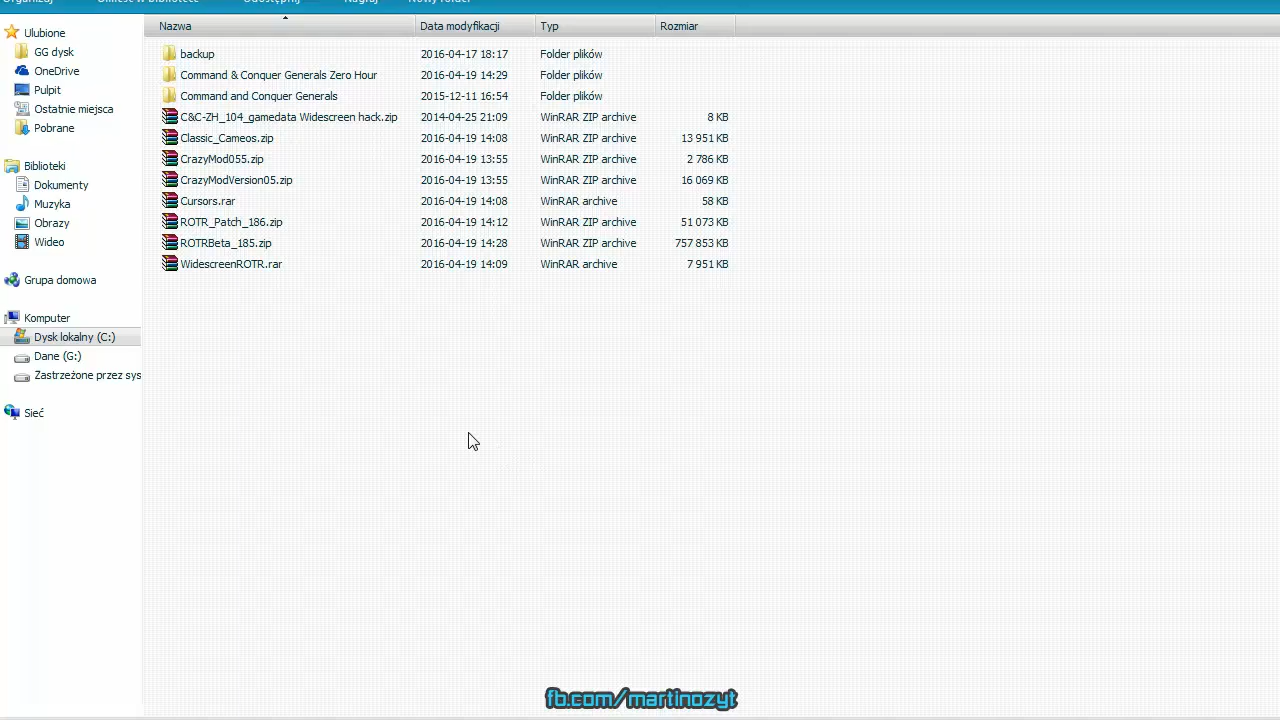 Organizuj Umieść w bibliotece Udostępnij Nagraj Nowy folder
Nazwa Data modyfikacji Typ Rozmiar
Ulubione
GG dysk
OneDrive
Pulpit
Ostatnie miejsca
Pobrane
Biblioteki
Dokumenty
Muzyka
Obrazy
Wideo
Grupa domowa
Komputer
Dysk lokalny (C:)
Dane (G:)
Zastrzeżone przez sys
Sieć
backup 2016-04-17 18:17 Folder plików
Command & Conquer Generals Zero Hour 2016-04-19 14:29 Folder plików
Command and Conquer Generals 2015-12-11 16:54 Folder plików
C&C-ZH_104_gamedata Widescreen hack.zip 2014-04-25 21:09 WinRAR ZIP archive 8 KB
Classic_Cameos.zip 2016-04-19 14:08 WinRAR ZIP archive 13 951 KB
CrazyMod055.zip 2016-04-19 13:55 WinRAR ZIP archive 2 786 KB
CrazyModVersion05.zip 2016-04-19 13:55 WinRAR ZIP archive 16 069 KB
Cursors.rar 2016-04-19 14:08 WinRAR archive 58 KB
ROTR_Patch_186.zip 2016-04-19 14:12 WinRAR ZIP archive 51 073 KB
ROTRBeta_185.zip 2016-04-19 14:28 WinRAR ZIP archive 757 853 KB
WidescreenROTR.rar 2016-04-19 14:09 WinRAR archive 7 951 KB
fb.com/martinozyt